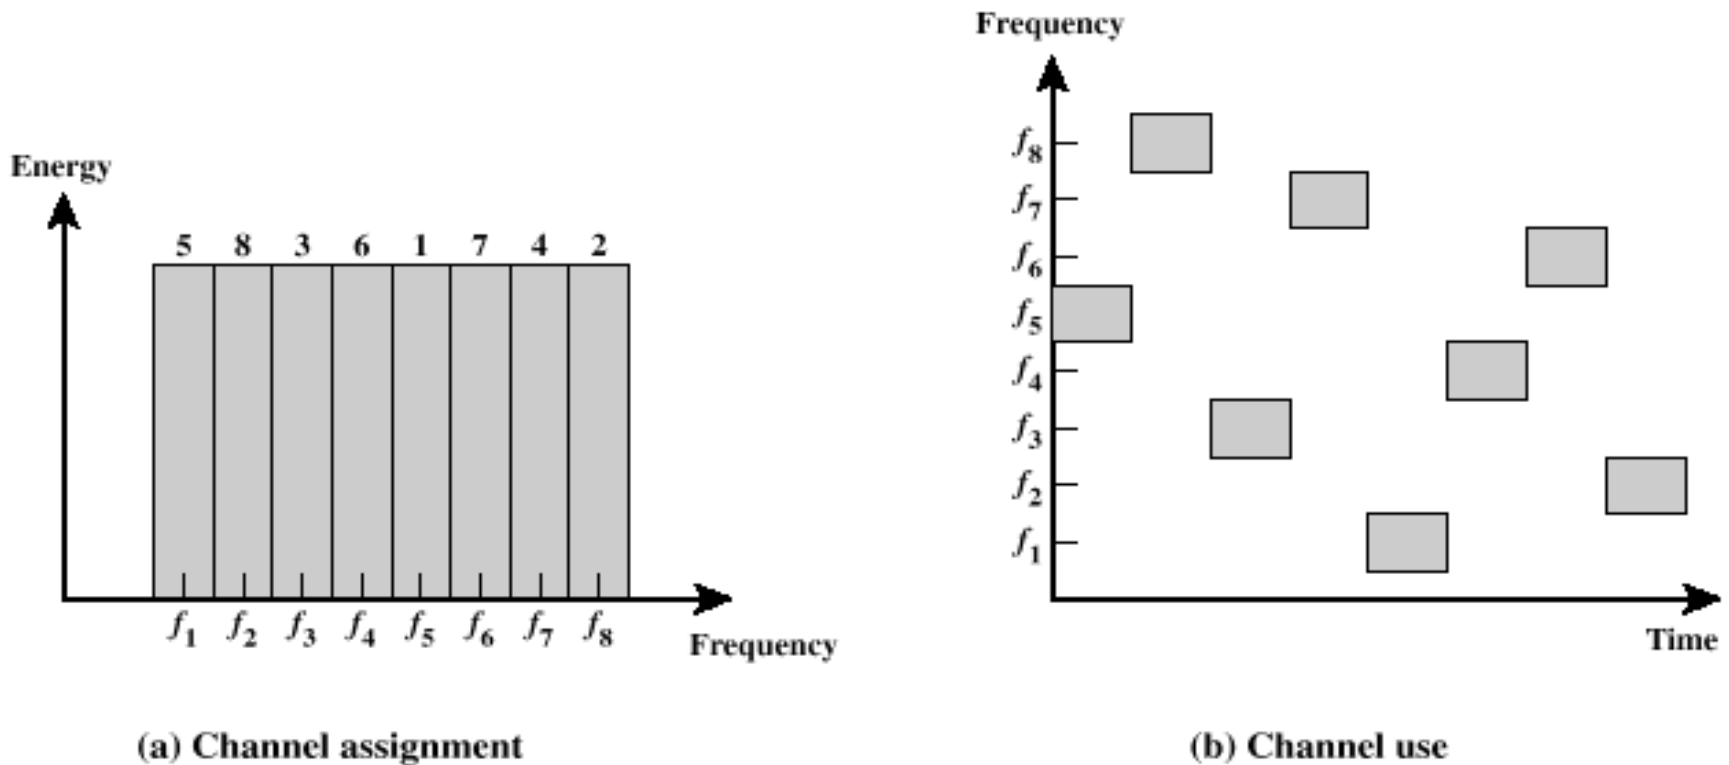 Energy
5 8 3 6 1 7 4 2
f1 f2 f3 f4 f5 f6 f7 f8
Frequency
(a) Channel assignment
Frequency
f8
f7
f6
f5
f4
f3
f2
f1
Time
(b) Channel use